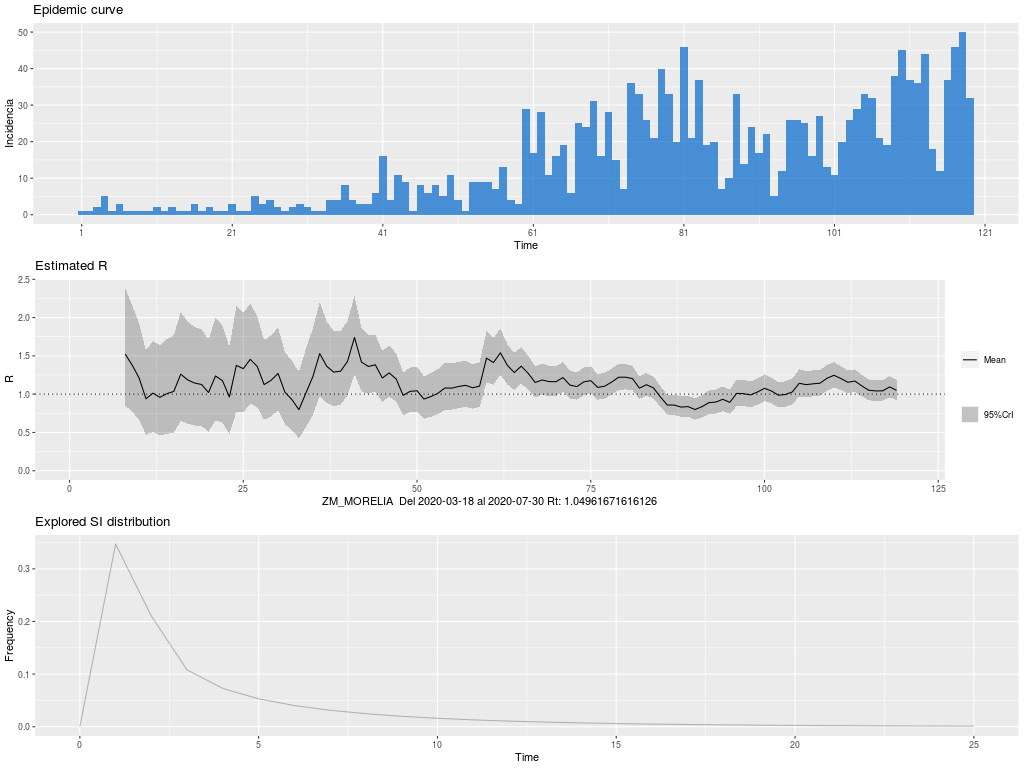 Epidemic curve
50
40
30
20
10
0
Incidencia
1 21 41 61 81 101 121
Time
Estimated R
2.5
2.0
1.5
1.0
0.5
0.0
R
0 25 50 75 100 125
ZM_MORELIA Del 2020-03-18 al 2020-07-30 Rt: 1.04961671616126
Mean
95%CrI
Explored SI distribution
0.3
0.2
0.1
0.0
Frequency
0 5 10 15 20 25
Time